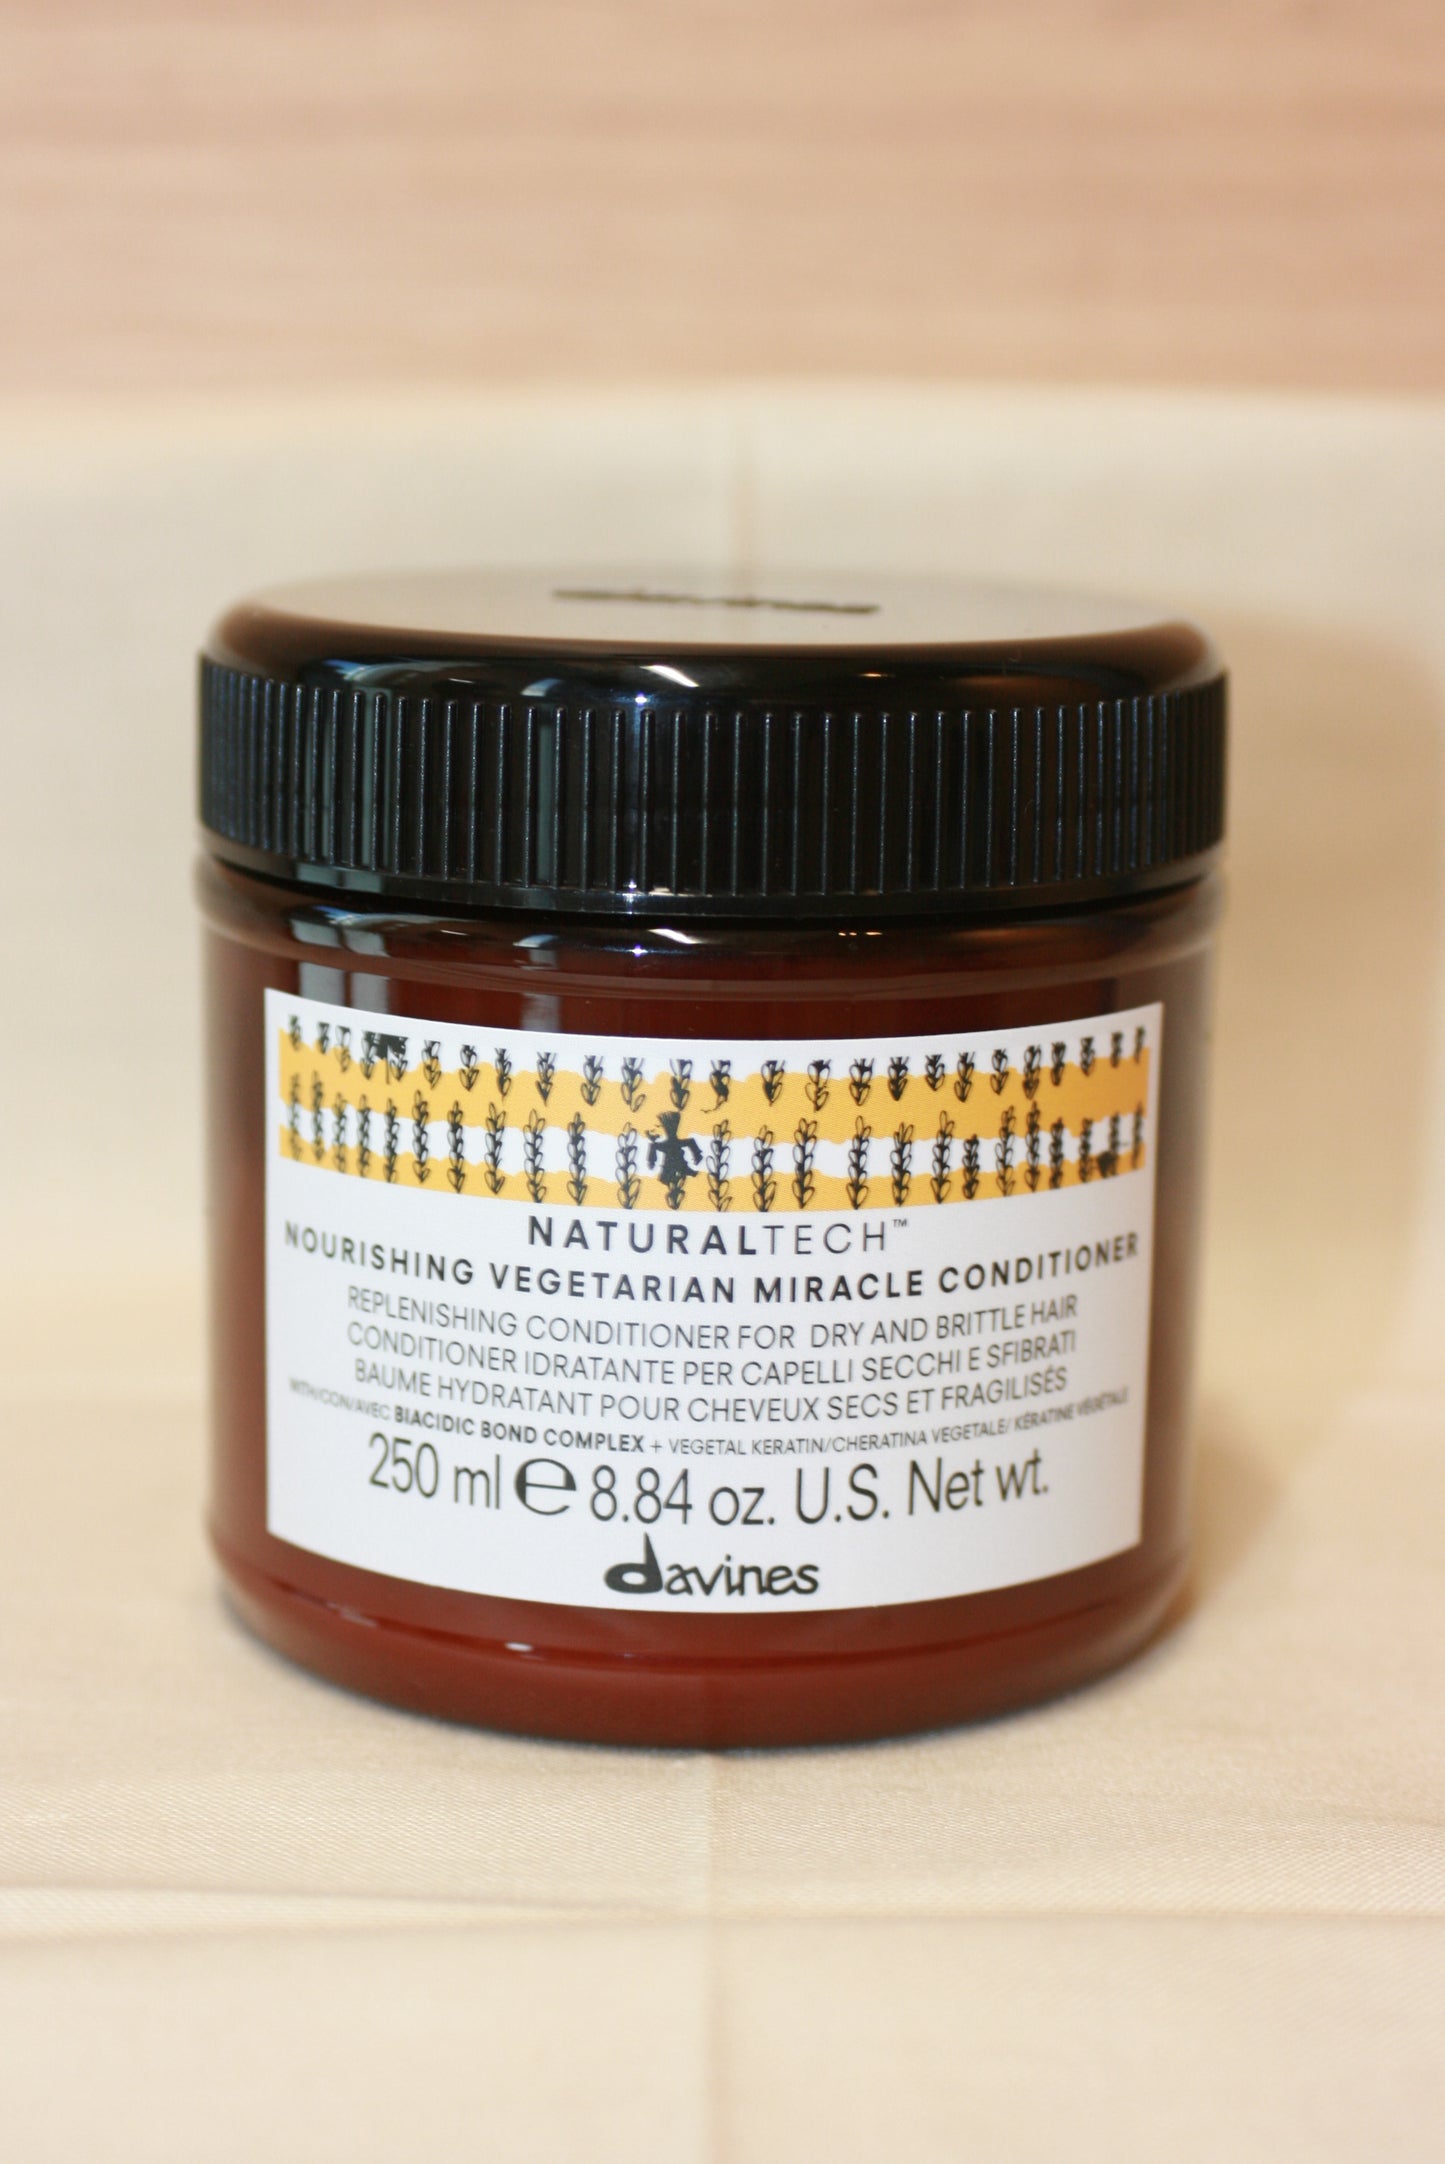 NATURALTECH™
NOURISHING VEGETARIAN MIRACLE CONDITIONER
REPLENISHING CONDITIONER FOR DRY AND BRITTLE HAIR
CONDITIONER IDRATANTE PER CAPELLI SECCHI E SFIBRATI
BAUME HYDRATANT POUR CHEVEUX SECS ET FRAGILISÉS
WITH/CON/AVEC BIACIDIC BOND COMPLEX + VEGETAL KERATIN/CHERATINA VEGETALE/ KÉRATINE VÉGÉTALE
250 ml e 8.84 oz. U.S. Net wt.
davines